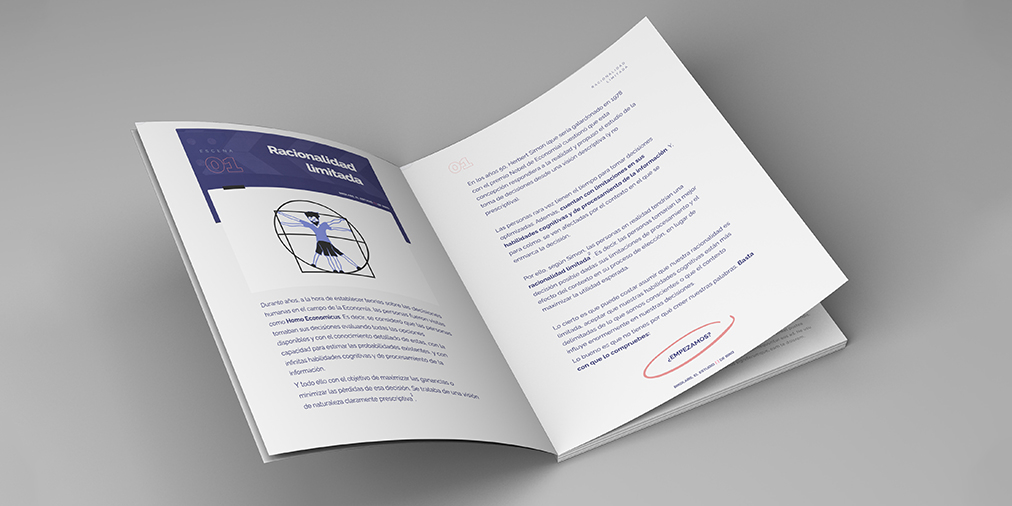 ESCENA
01
Racionalidad
limitada
Durante años, a la hora de establecer teorías sobre las decisiones
humanas en el campo de la Economía, las personas fueron vistas
como Homo Economicus. Es decir, se consideró que las personas
tomaban sus decisiones evaluando todas las opciones
disponibles y con el conocimiento detallado de estas, con la
capacidad para estimar las probabilidades existentes, y con
infinitas habilidades cognitivas y de procesamiento de la
información.
Y todo ello con el objetivo de maximizar las ganancias o
minimizar las pérdidas de esa decisión. Se trataba de una visión
de naturaleza claramente prescriptiva
RACIONALIDAD
LIMITADA
01
En los años 50, Herbert Simon (que sería galardonado en 1978
con el premio Nobel de Economía) cuestionó que esta
concepción respondiera a la realidad y propuso el estudio de la
toma de decisiones desde una visión descriptiva (y no
prescriptiva).
Las personas rara vez tienen el tiempo para tomar decisiones
optimizadas. Además, cuentan con limitaciones en sus
habilidades cognitivas y de procesamiento de la información. Y,
para colmo, se ven afectadas por el contexto en el que se
enmarca la decisión.
Por ello, según Simon, las personas en realidad tendrían una
racionalidad limitada. Es decir, las personas tomarían la mejor
decisión posible dadas sus limitaciones de procesamiento y el
efecto del contexto en su proceso de elección, en lugar de
maximizar la utilidad esperada.
Lo cierto es que puede costar asumir que nuestra racionalidad es
limitada, aceptar que nuestras habilidades cognitivas están más
delimitadas de lo que somos conscientes o que el contexto
influye enormemente en nuestras decisiones.
Lo bueno es que no tienes por qué creer nuestras palabras. Basta
con que lo compruebes:
¿EMPEZAMOS?